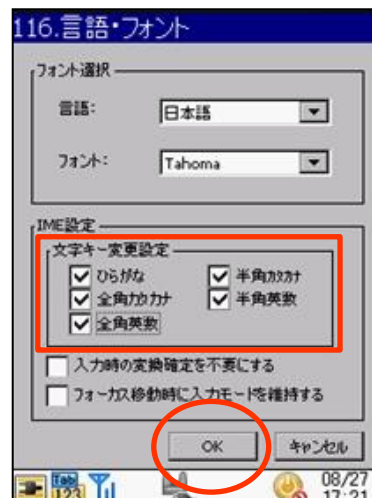 116.言語・フォント
フォント選択
言語: 日本語
フォント: Tahoma
IME設定
文字キー変更設定
ひらがな 半角カタカナ
全角カタカナ 半角英数
全角英数
入力時の変換確定を不要にする
フォーカス移動時に入力モードを維持する
OK キャンセル
Tab 123 08/27
17:21